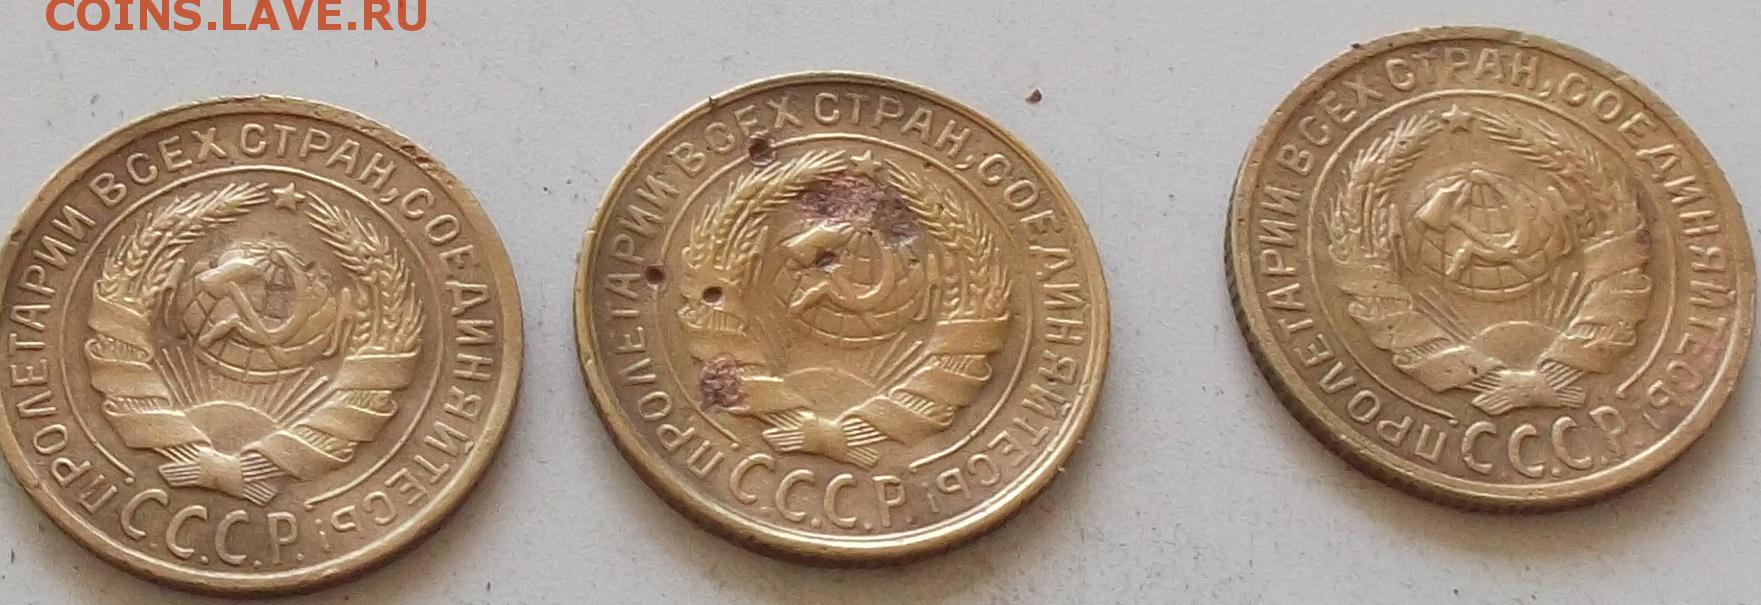 COINS.LAVE.RU
ПРОЛЕТАРИИ ВСЕХ СТРАН, СОЕДИНЯЙТЕСЬ!
С.С.С.Р.
ПРОЛЕТАРИИ ВСЕХ СТРАН, СОЕДИНЯЙТЕСЬ!
С.С.С.Р.
ПРОЛЕТАРИИ ВСЕХ СТРАН, СОЕДИНЯЙТЕСЬ!
С.С.С.Р.